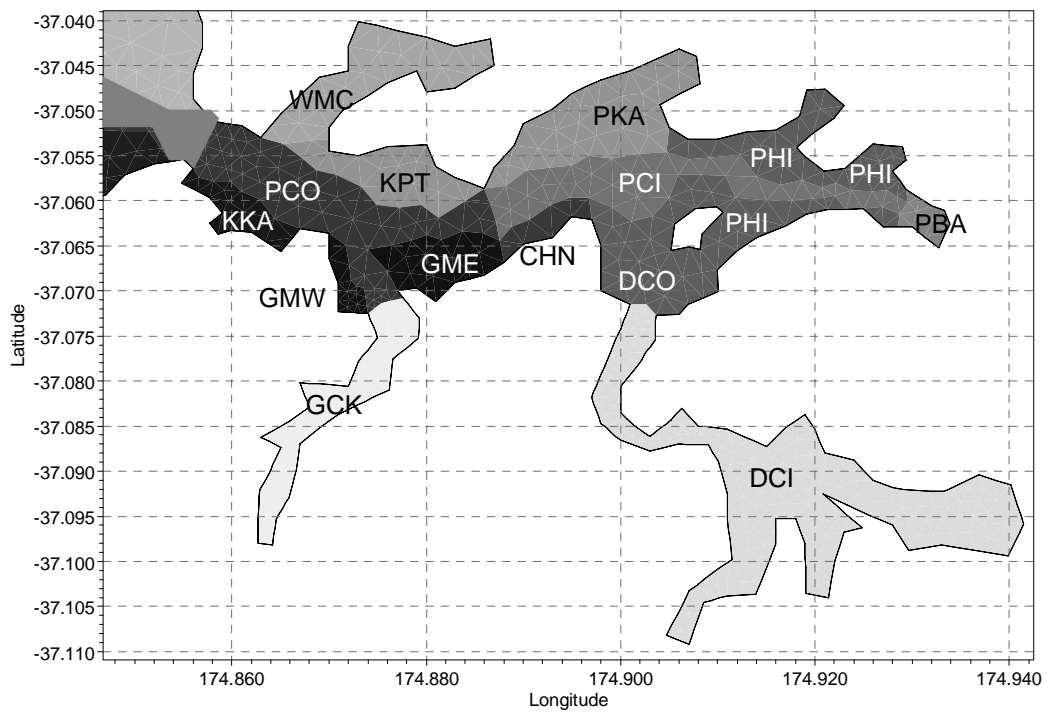 -37.040
-37.045
-37.050
-37.055
-37.060
-37.065
-37.070
-37.075
-37.080
-37.085
-37.090
-37.095
-37.100
-37.105
-37.110
Latitude
WMC
PKA
PHI
PHI
KPT
PCI
PCO
KKA
PHI
PBA
CHN
GME
DCO
GMW
GCK
DCI
174.860
174.880
174.900
174.920
174.940
Longitude